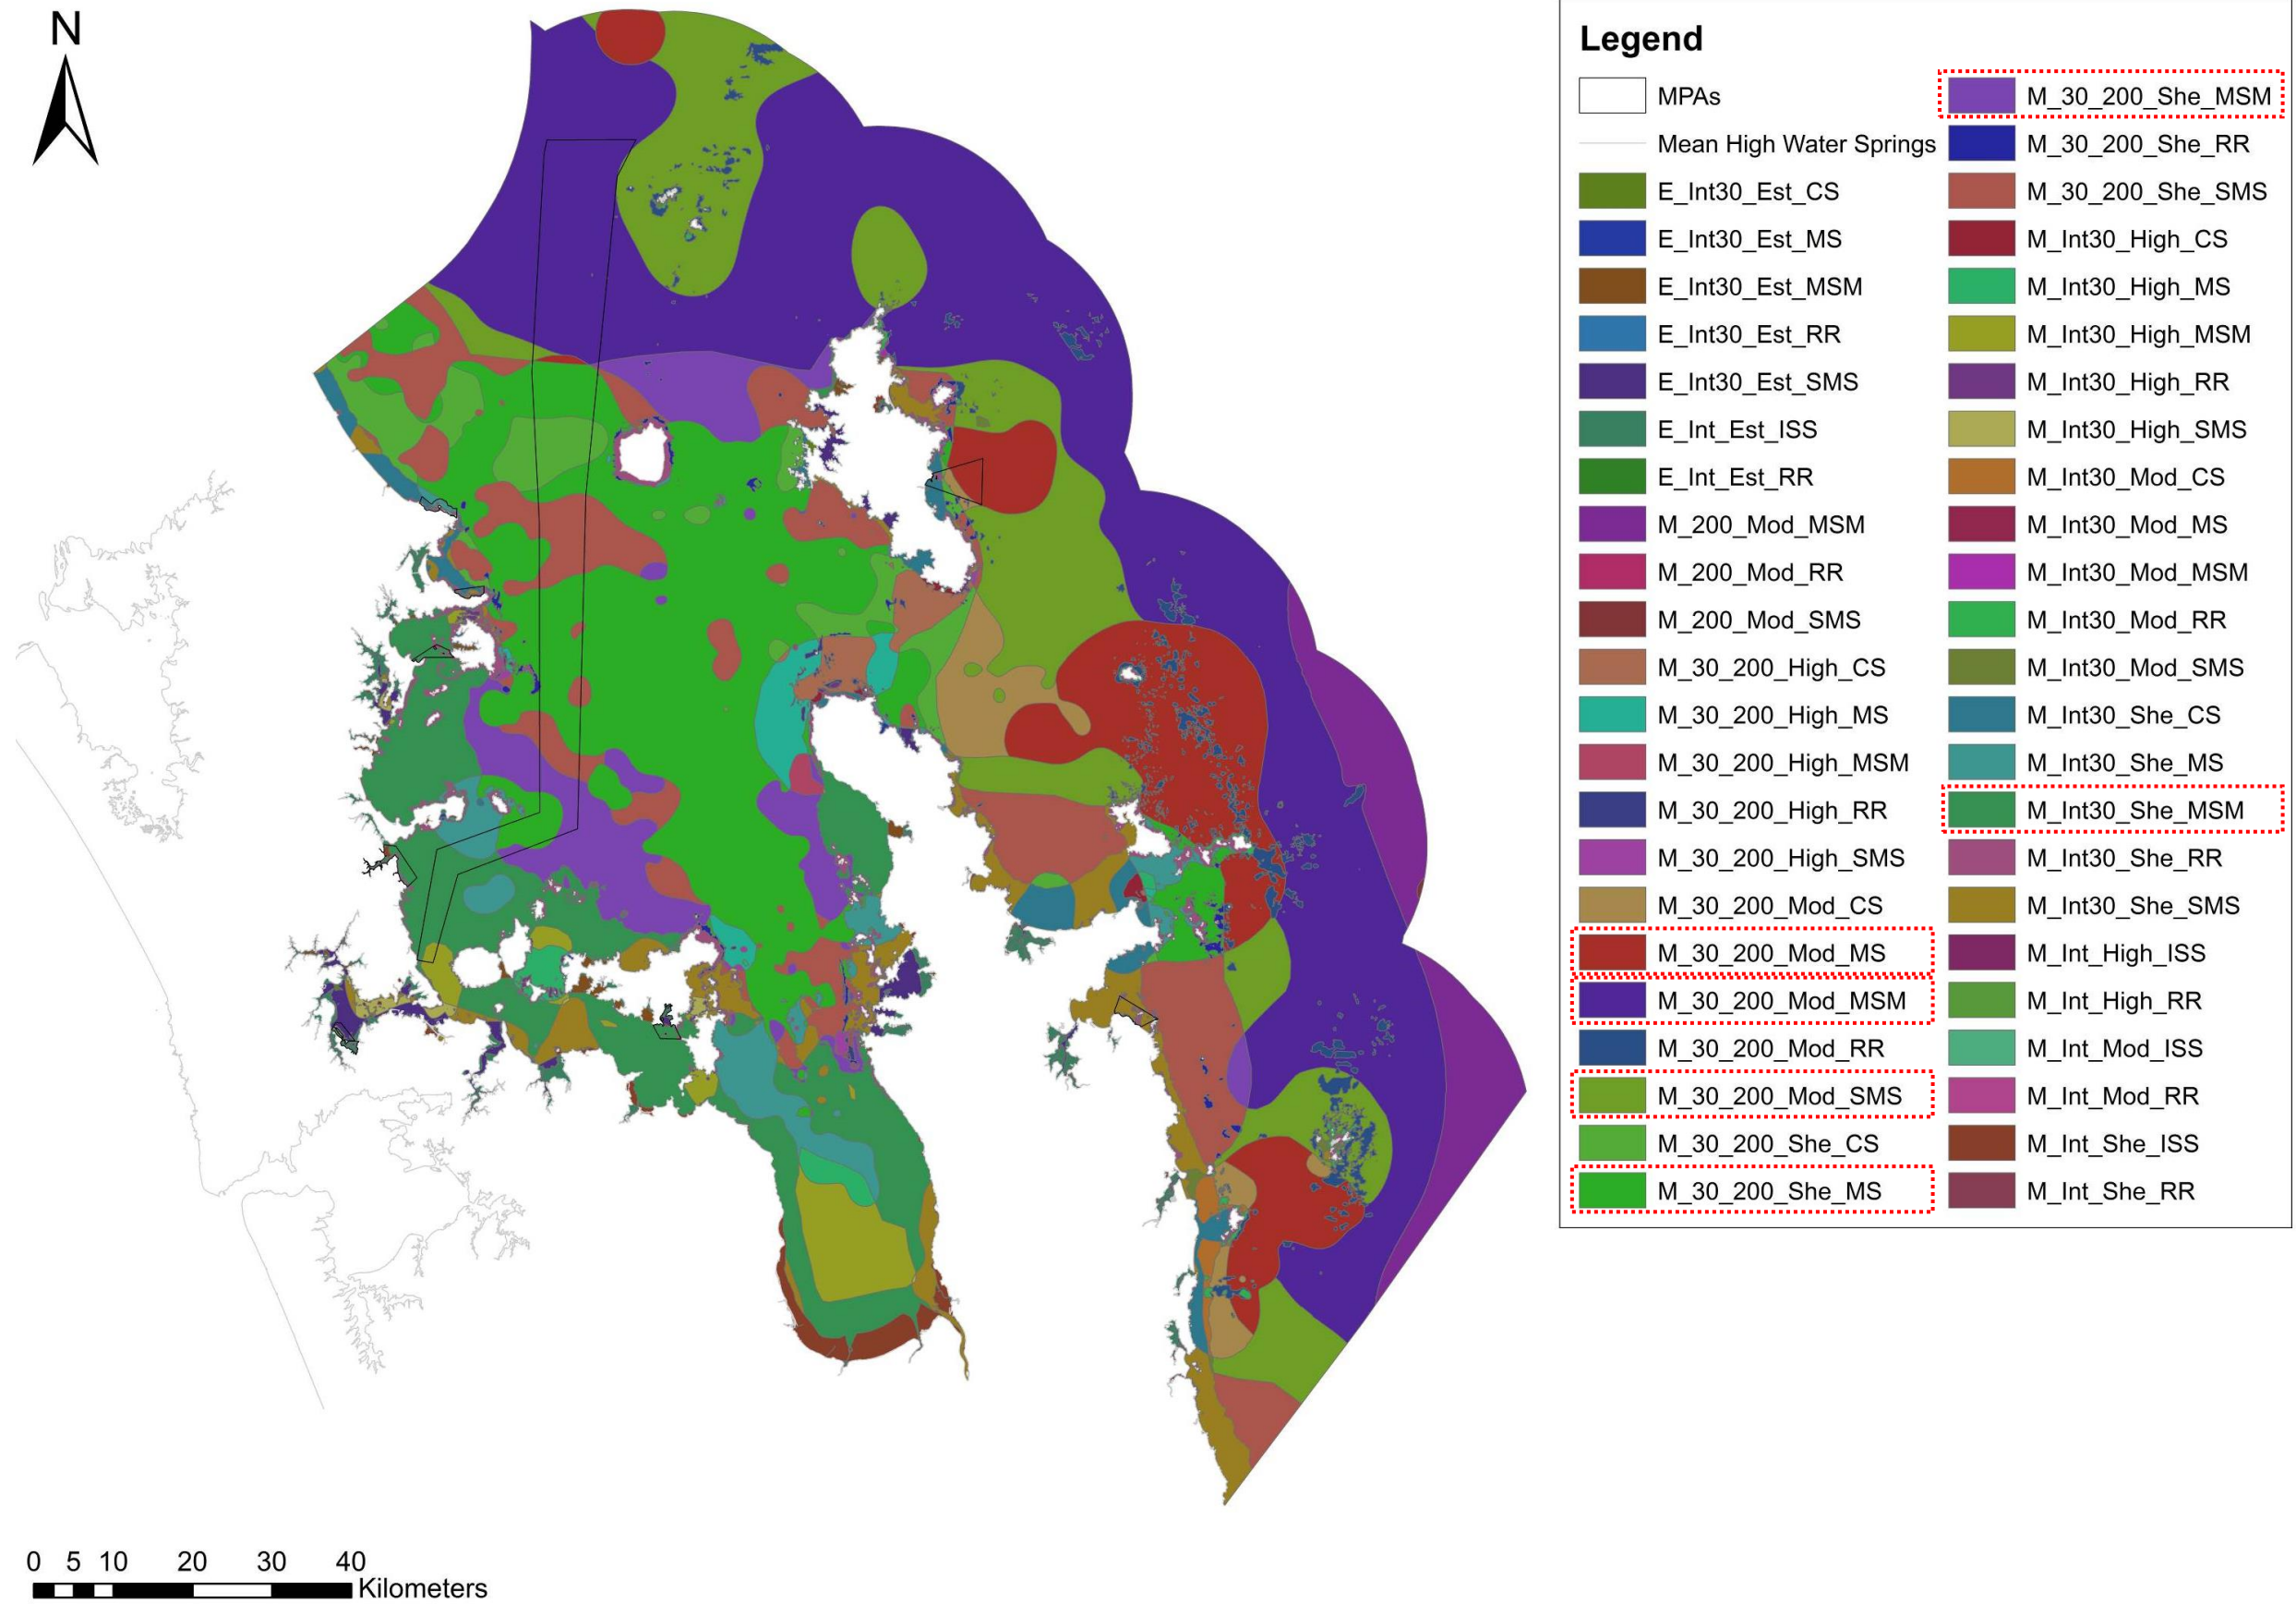 N
Legend
MPAs
Mean High Water Springs
E_Int30_Est_CS
E_Int30_Est_MS
E_Int30_Est_MSM
E_Int30_Est_RR
E_Int30_Est_SMS
E_Int_Est_ISS
E_Int_Est_RR
M_200_Mod_MSM
M_200_Mod_RR
M_200_Mod_SMS
M_30_200_High_CS
M_30_200_High_MS
M_30_200_High_MSM
M_30_200_High_RR
M_30_200_High_SMS
M_30_200_Mod_CS
M_30_200_Mod_MS
M_30_200_Mod_MSM
M_30_200_Mod_RR
M_30_200_Mod_SMS
M_30_200_She_CS
M_30_200_She_MS
M_30_200_She_MSM
M_30_200_She_RR
M_30_200_She_SMS
M_Int30_High_CS
M_Int30_High_MS
M_Int30_High_MSM
M_Int30_High_RR
M_Int30_High_SMS
M_Int30_Mod_CS
M_Int30_Mod_MS
M_Int30_Mod_MSM
M_Int30_Mod_RR
M_Int30_Mod_SMS
M_Int30_She_CS
M_Int30_She_MS
M_Int30_She_MSM
M_Int30_She_RR
M_Int30_She_SMS
M_Int_High_ISS
M_Int_High_RR
M_Int_Mod_ISS
M_Int_Mod_RR
M_Int_She_ISS
M_Int_She_RR
0 5 10 20 30 40
Kilometers